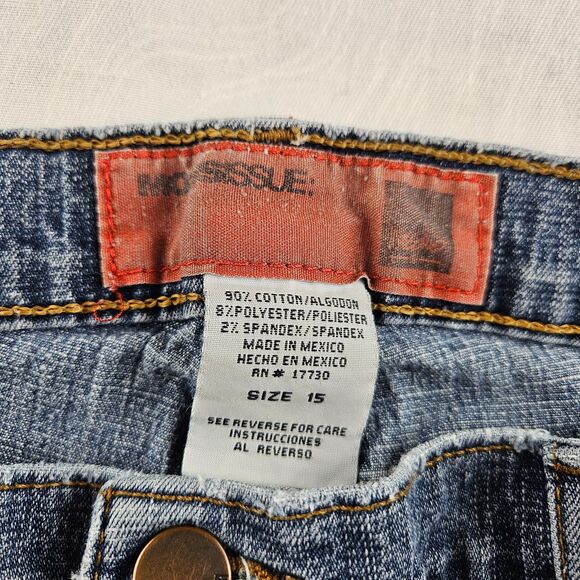 90% COTTON/ALGODON
8%POLYESTER/POLIESTER
2% SPANDEX/SPANDEX
MADE IN MEXICO
HECHO EN MEXICO
RN# 17730
SIZE 15
SEE REVERSE FOR CARE
INSTRUCCIONES
AL REVERSO